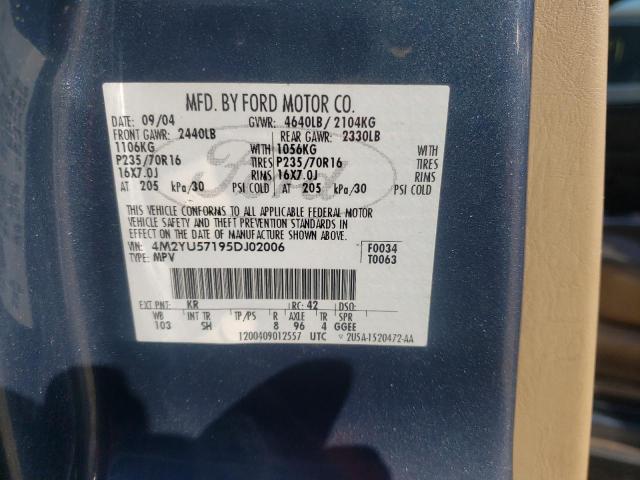 MFD. BY FORD MOTOR CO.
DATE: 09/04 GVWR: 4640LB/ 2104KG
FRONT GAWR: 2440LB REAR GAWR: 2330LB
1106KG WITH 1056KG WITH
P235/70R16 TIRES P235/70R16 TIRES
16X7.0J RIMS 16X7.0J RIMS
AT 205 kPa/30 PSI COLD AT 205 kPa/30 PSI COLD
Ford
THIS VEHICLE CONFORMS TO ALL APPLICABLE FEDERAL MOTOR
VEHICLE SAFETY AND THEFT PREVENTION STANDARDS IN
EFFECT ON THE DATE OF MANUFACTURE SHOWN ABOVE.
VIN: 4M2YU57195DJ02006 F0034
TYPE: MPV T0063
EXT PNT: KR RC: 42 DSO:
WB INT TR TP/PS R AXLE TR SPR
103 SH 8 96 4 GGEE
1200409012557 UTC 2U5A-1520472-AA